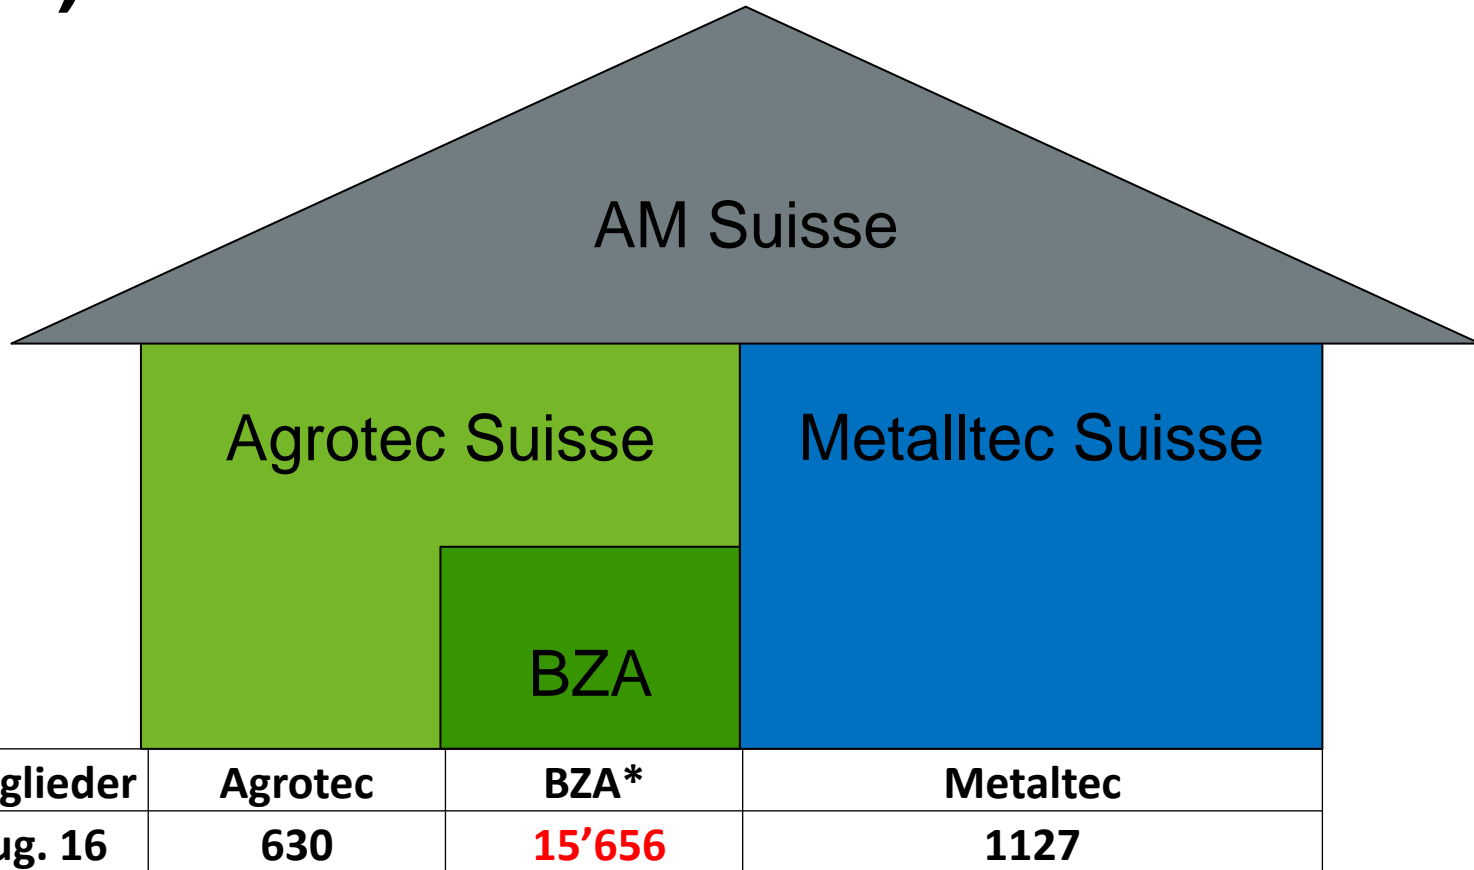 AM Suisse
Agrotec Suisse Metalltec Suisse
BZA
glieder Agrotec BZA* Metaltec
ug. 16 630 15’656 1127